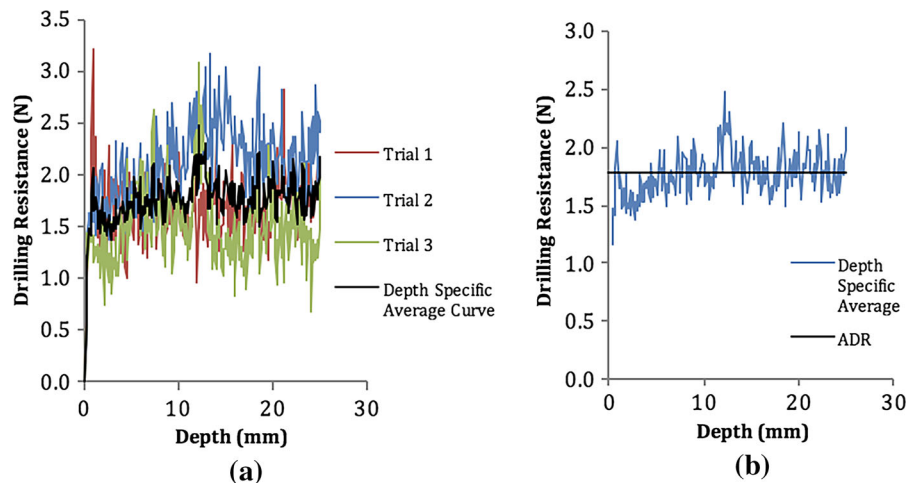 3.5
3.0
2.5
2.0
1.5
1.0
0.5
0.0
Drilling Resistance (N)
0 10 20 30
Depth (mm)
Trial 1
Trial 2
Trial 3
Depth Specific
Average Curve
(a)
3.0
2.5
2.0
1.5
1.0
0.5
0.0
Drilling Resistance (N)
0 10 20 30
Depth (mm)
Depth
Specific
Average
ADR
(b)